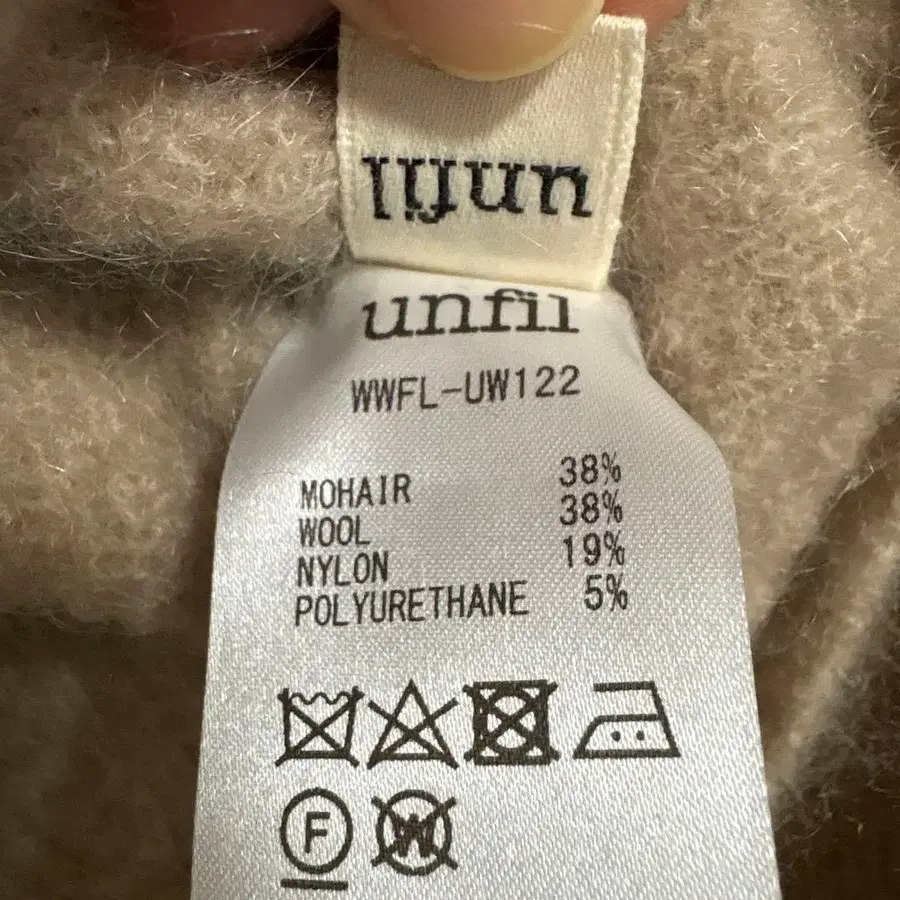 unfil
unfil
WWFL-UW122
MOHAIR 38%
WOOL 38%
NYLON 19%
POLYURETHANE 5%
F W